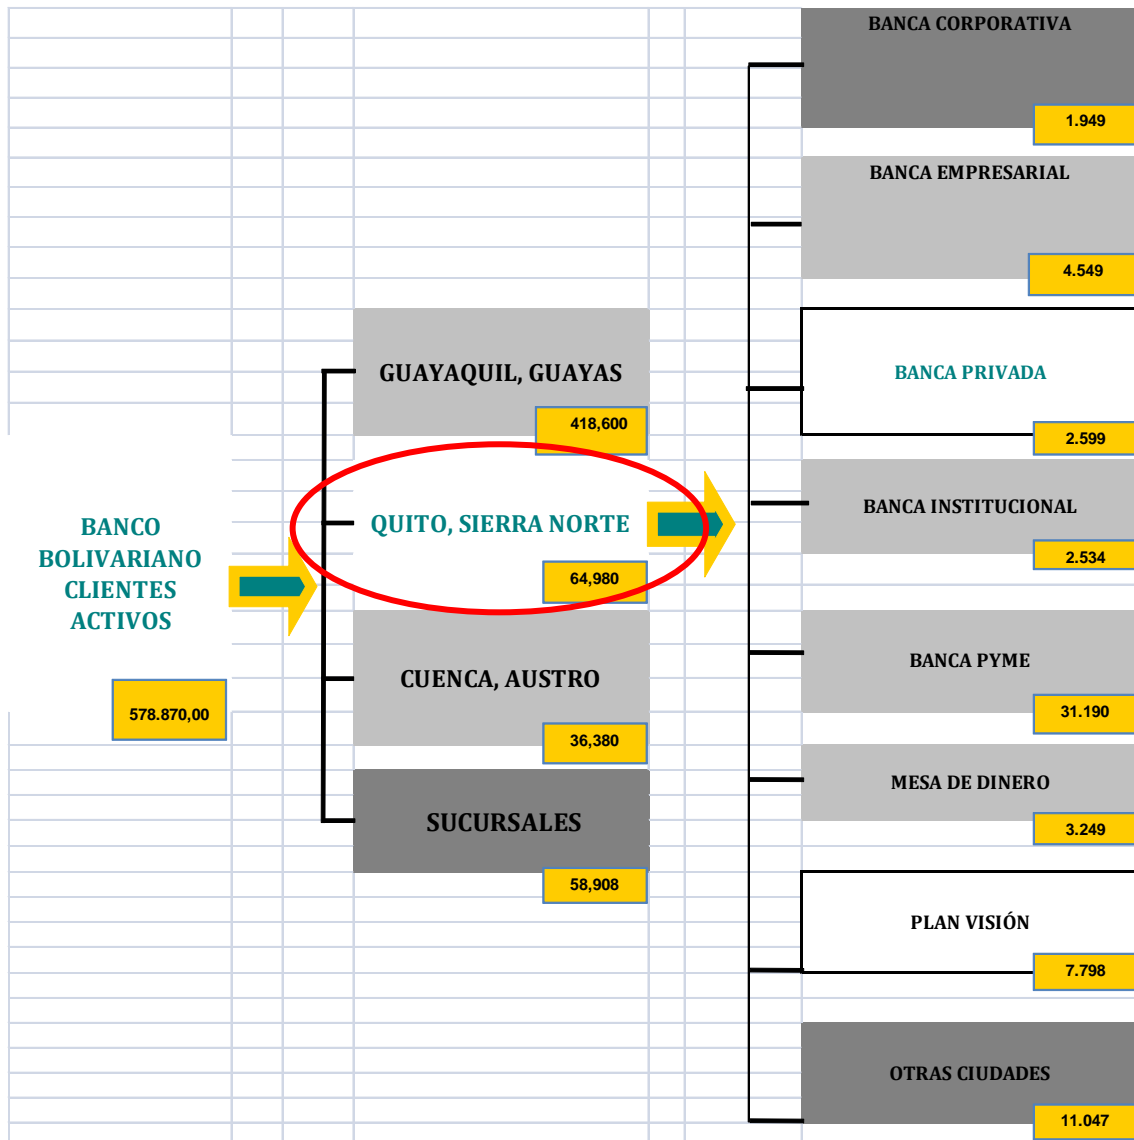 BANCO
BOLIVARIANO
CLIENTES
ACTIVOS
578.870,00
GUAYAQUIL, GUAYAS
418,600
QUITO, SIERRA NORTE
64,980
CUENCA, AUSTRO
36,380
SUCURSALES
58,908
BANCA CORPORATIVA
1.949
BANCA EMPRESARIAL
4.549
BANCA PRIVADA
2.599
BANCA INSTITUCIONAL
2.534
BANCA PYME
31.190
MESA DE DINERO
3.249
PLAN VISIÓN
7.798
OTRAS CIUDADES
11.047